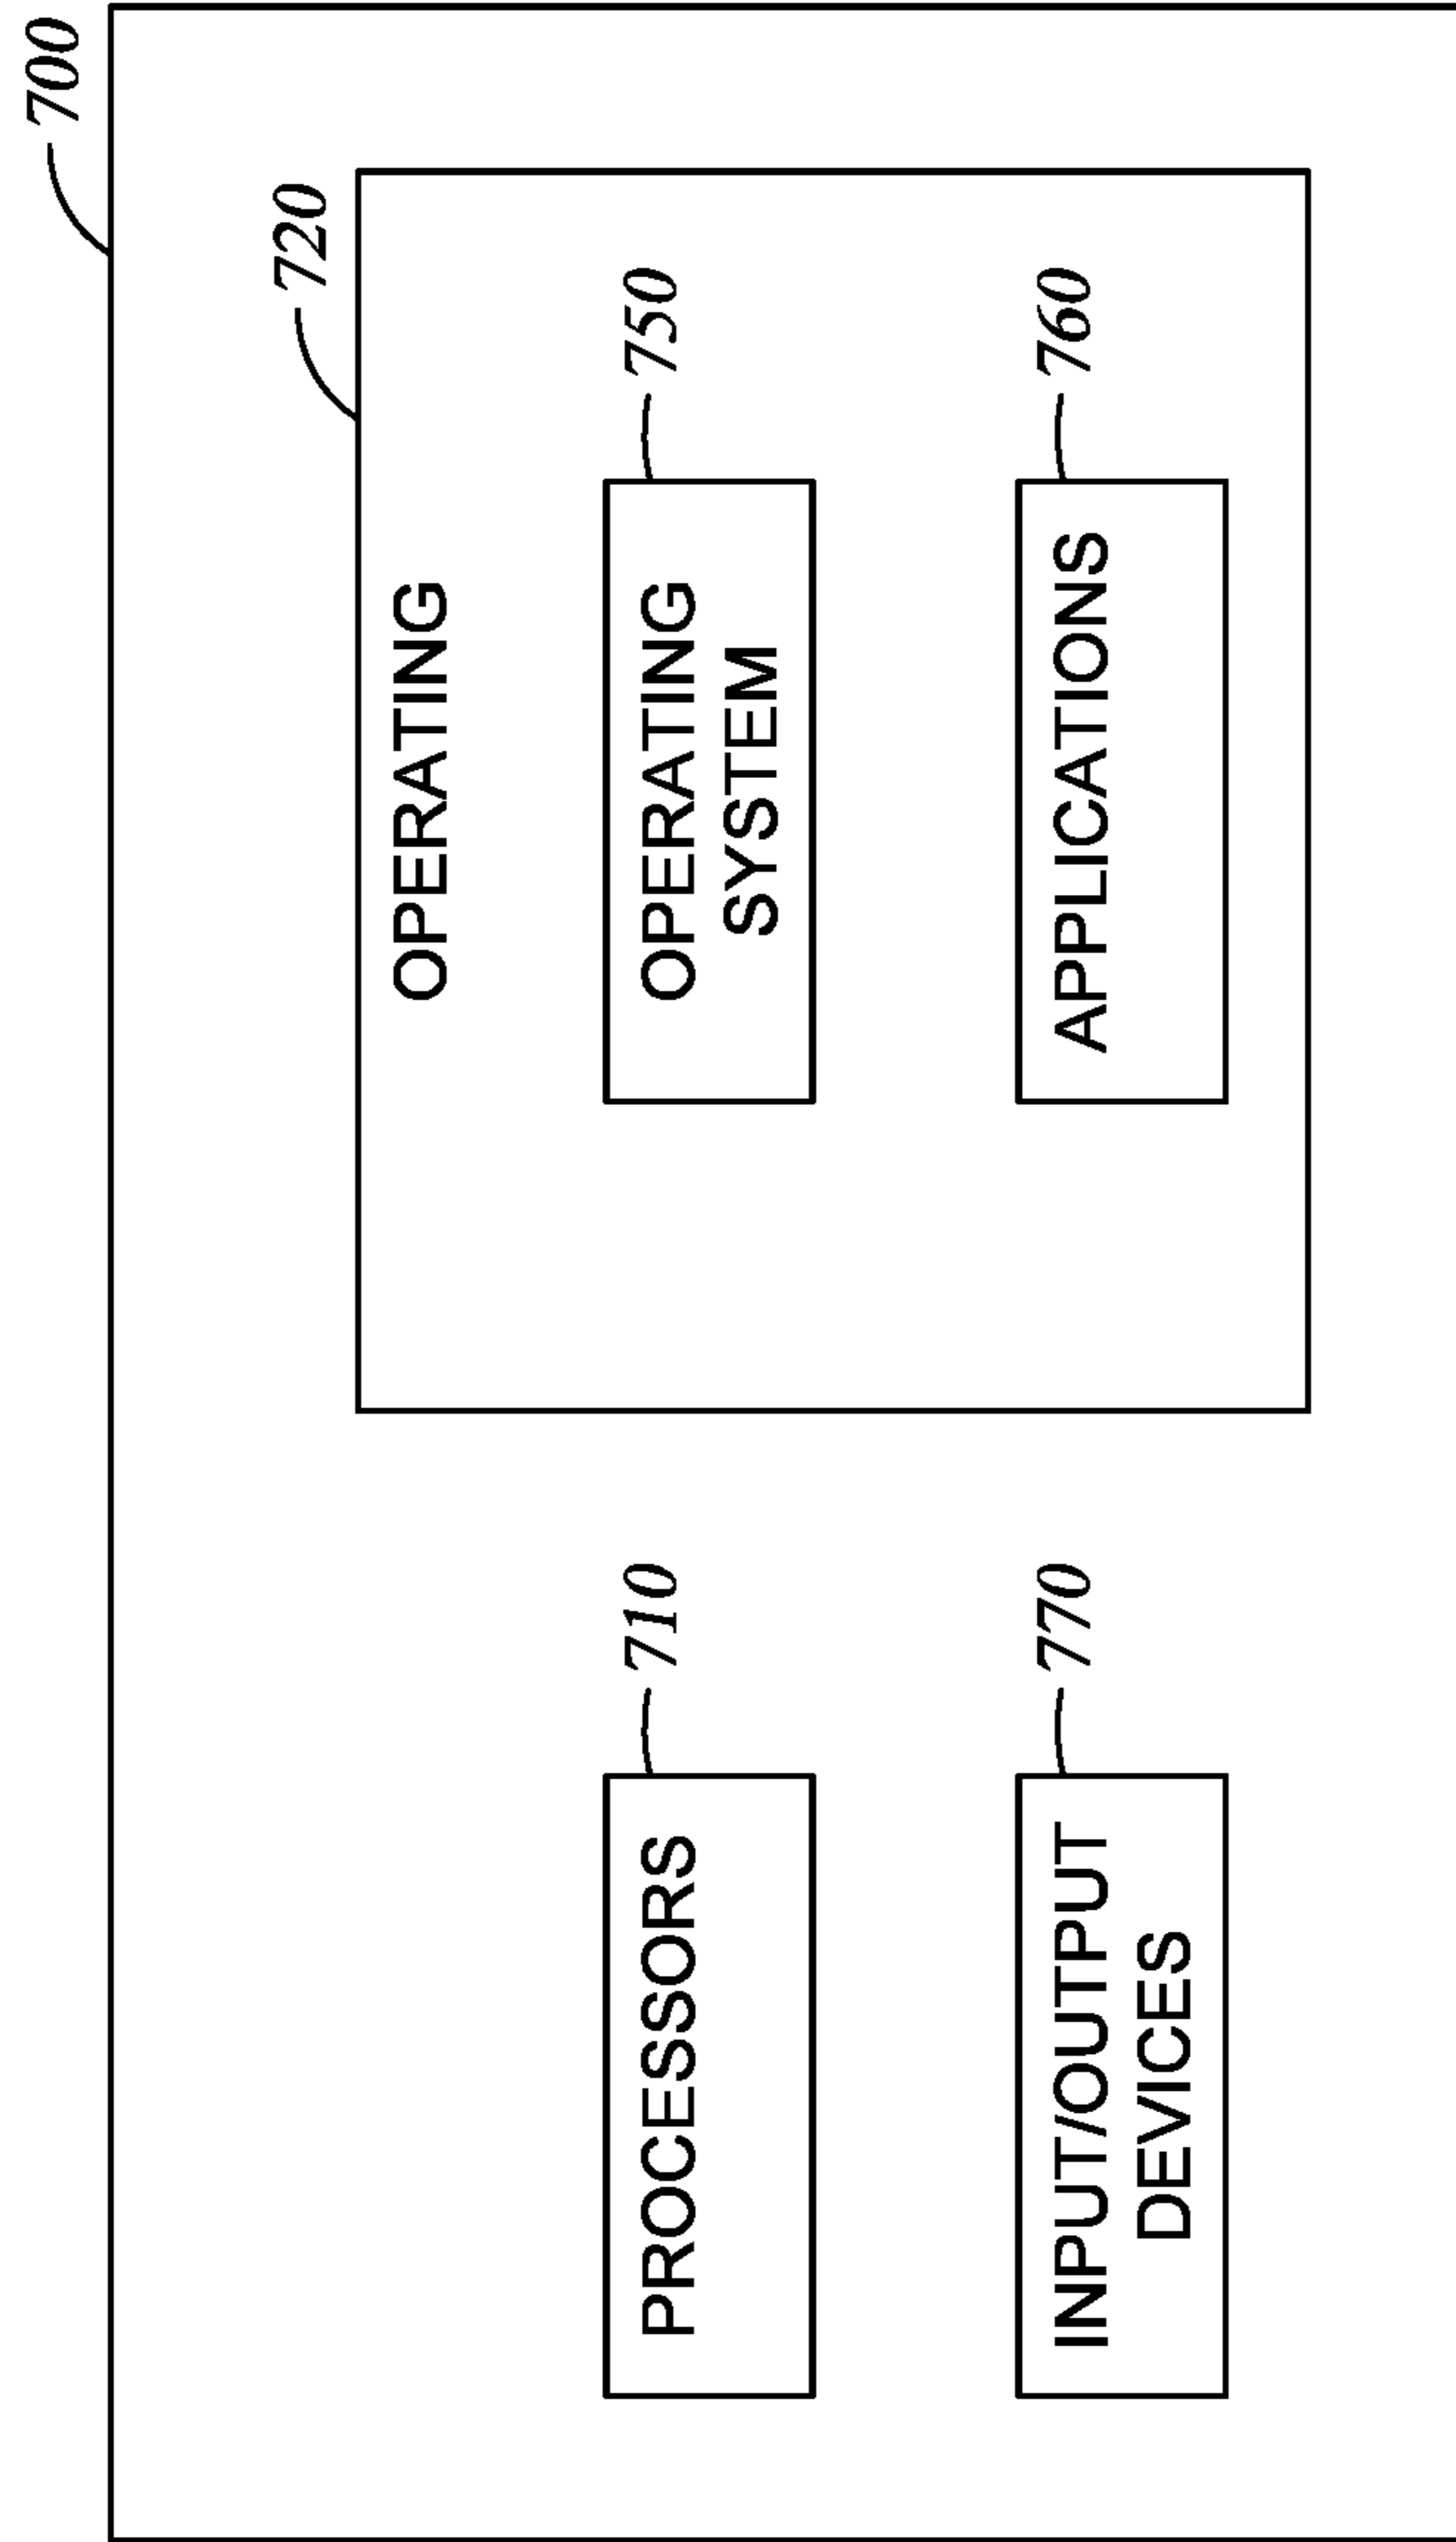 700
720
OPERATING
710
PROCESSORS
750
OPERATING
SYSTEM
770
INPUT/OUTPUT
DEVICES
760
APPLICATIONS